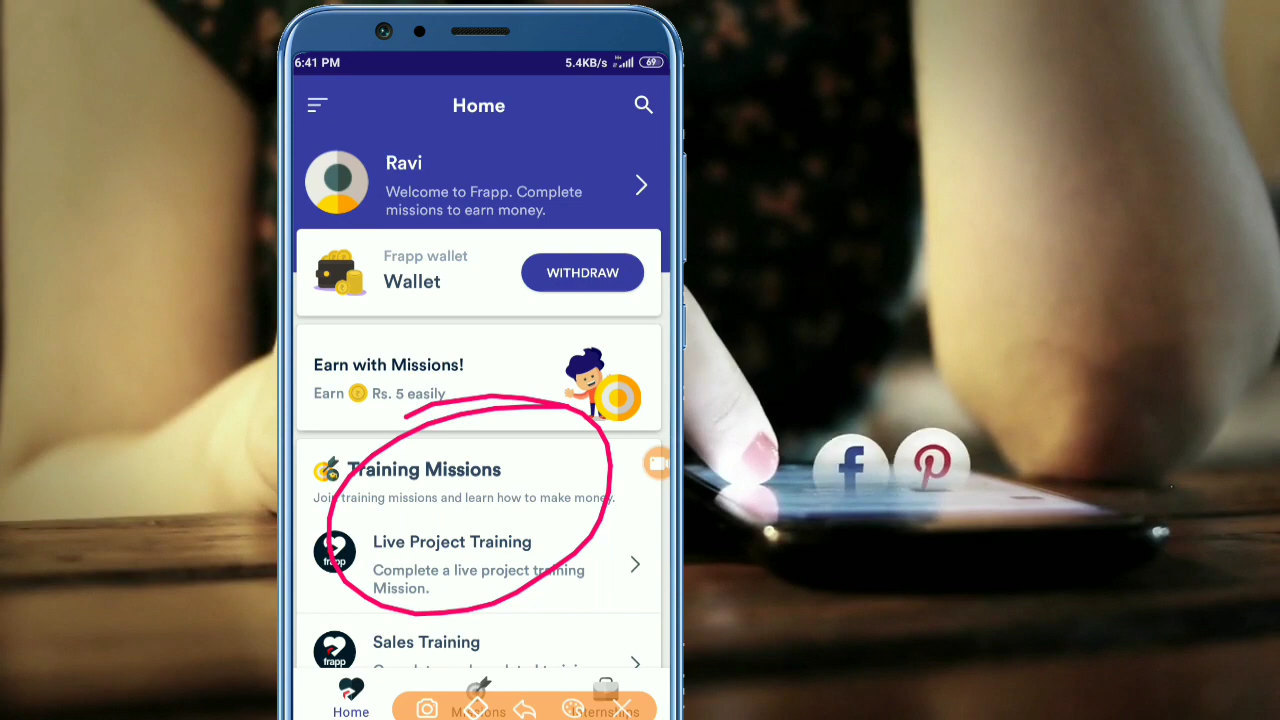 6:41 PM
5.4KB/s
69
Home
Ravi
Welcome to Frapp. Complete
missions to earn money.
Frapp wallet
Wallet
WITHDRAW
Earn with Missions!
Earn Rs. 5 easily
Training Missions
Join training missions and learn how to make money.
frapp
Live Project Training
Complete a live project training
Mission.
frapp
Sales Training
Home
Missions
Internships